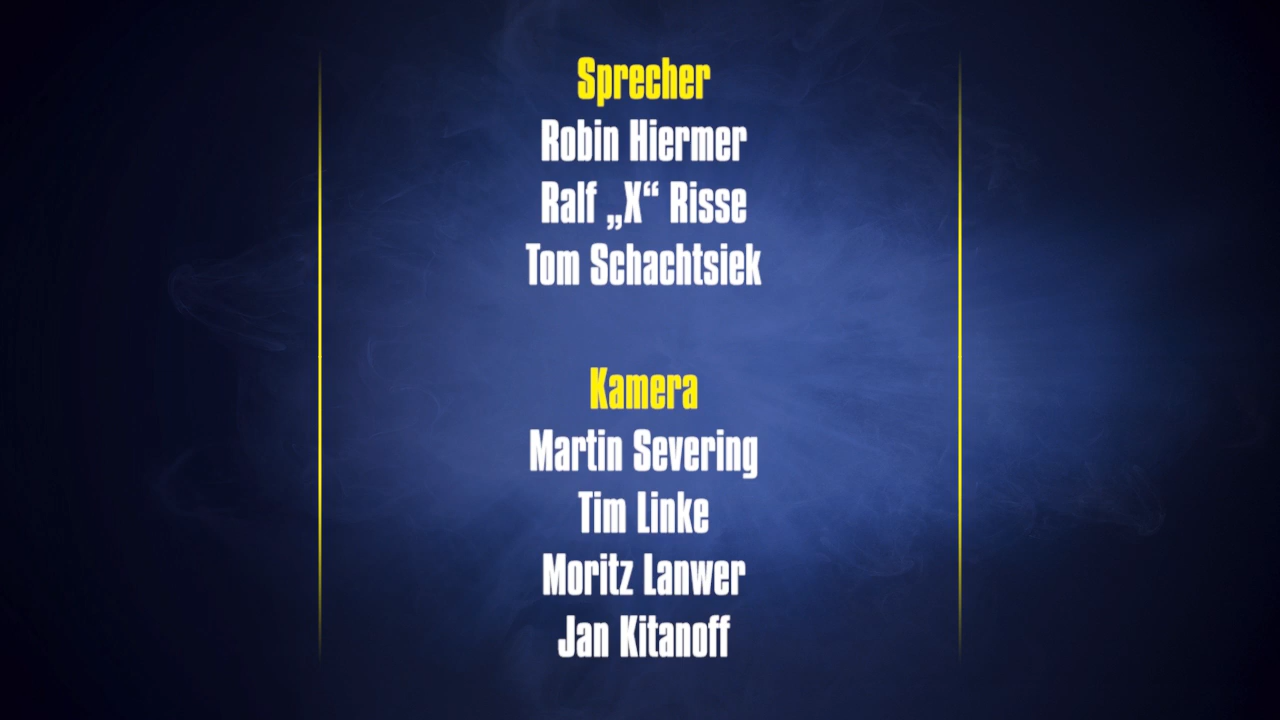 Sprecher
Robin Hiermer
Ralf „X“ Risse
Tom Schachtsiek
Kamera
Martin Severing
Tim Linke
Moritz Lanwer
Jan Kitanoff